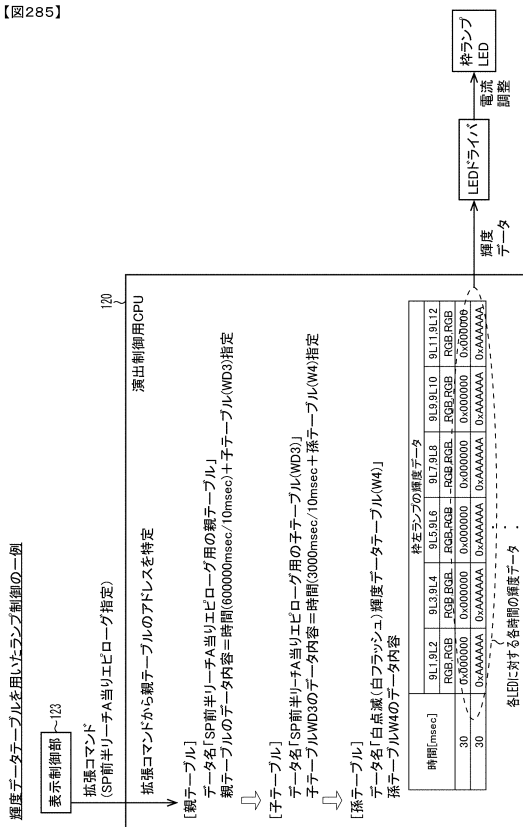 【図285】
輝度データテーブルを用いたランプ制御の一例
表示制御部
123
拡張コマンド
(SP前半リーチA当りエピローグ指定)
120
演出制御用CPU
拡張コマンドから親テーブルのアドレスを特定
[親テーブル]
データ名「SP前半リーチA当りエピローグ用の親テーブル」
親テーブルのデータ内容=時間(600000msec/10msec)+子テーブル(WD3)指定
[子テーブル]
データ名「SP前半リーチA当りエピローグ用の子テーブル(WD3)」
子テーブルWD3のデータ内容=時間(3000msec/10msec+孫テーブル(W4)指定
[孫テーブル]
データ名「白点滅(白フラッシュ)輝度データテーブル(W4)」
孫テーブルW4のデータ内容
枠左ランプの輝度データ
時間[msec] 9L1,9L2 9L3,9L4 9L5,9L6 9L7,9L8 9L9,9L10 9L11,9L12
RGB,RGB RGB,RGB RGB,RGB RGB,RGB RGB,RGB RGB,RGB
30 0x000000 0x000000 0x000000 0x000000 0x000000 0x000000
30 0xAAAAAA 0xAAAAAA 0xAAAAAA 0xAAAAAA 0xAAAAAA 0xAAAAAA
各LEDに対する各時間の輝度データ
輝度
データ
LEDドライバ
電流
調整
枠ランプ
LED